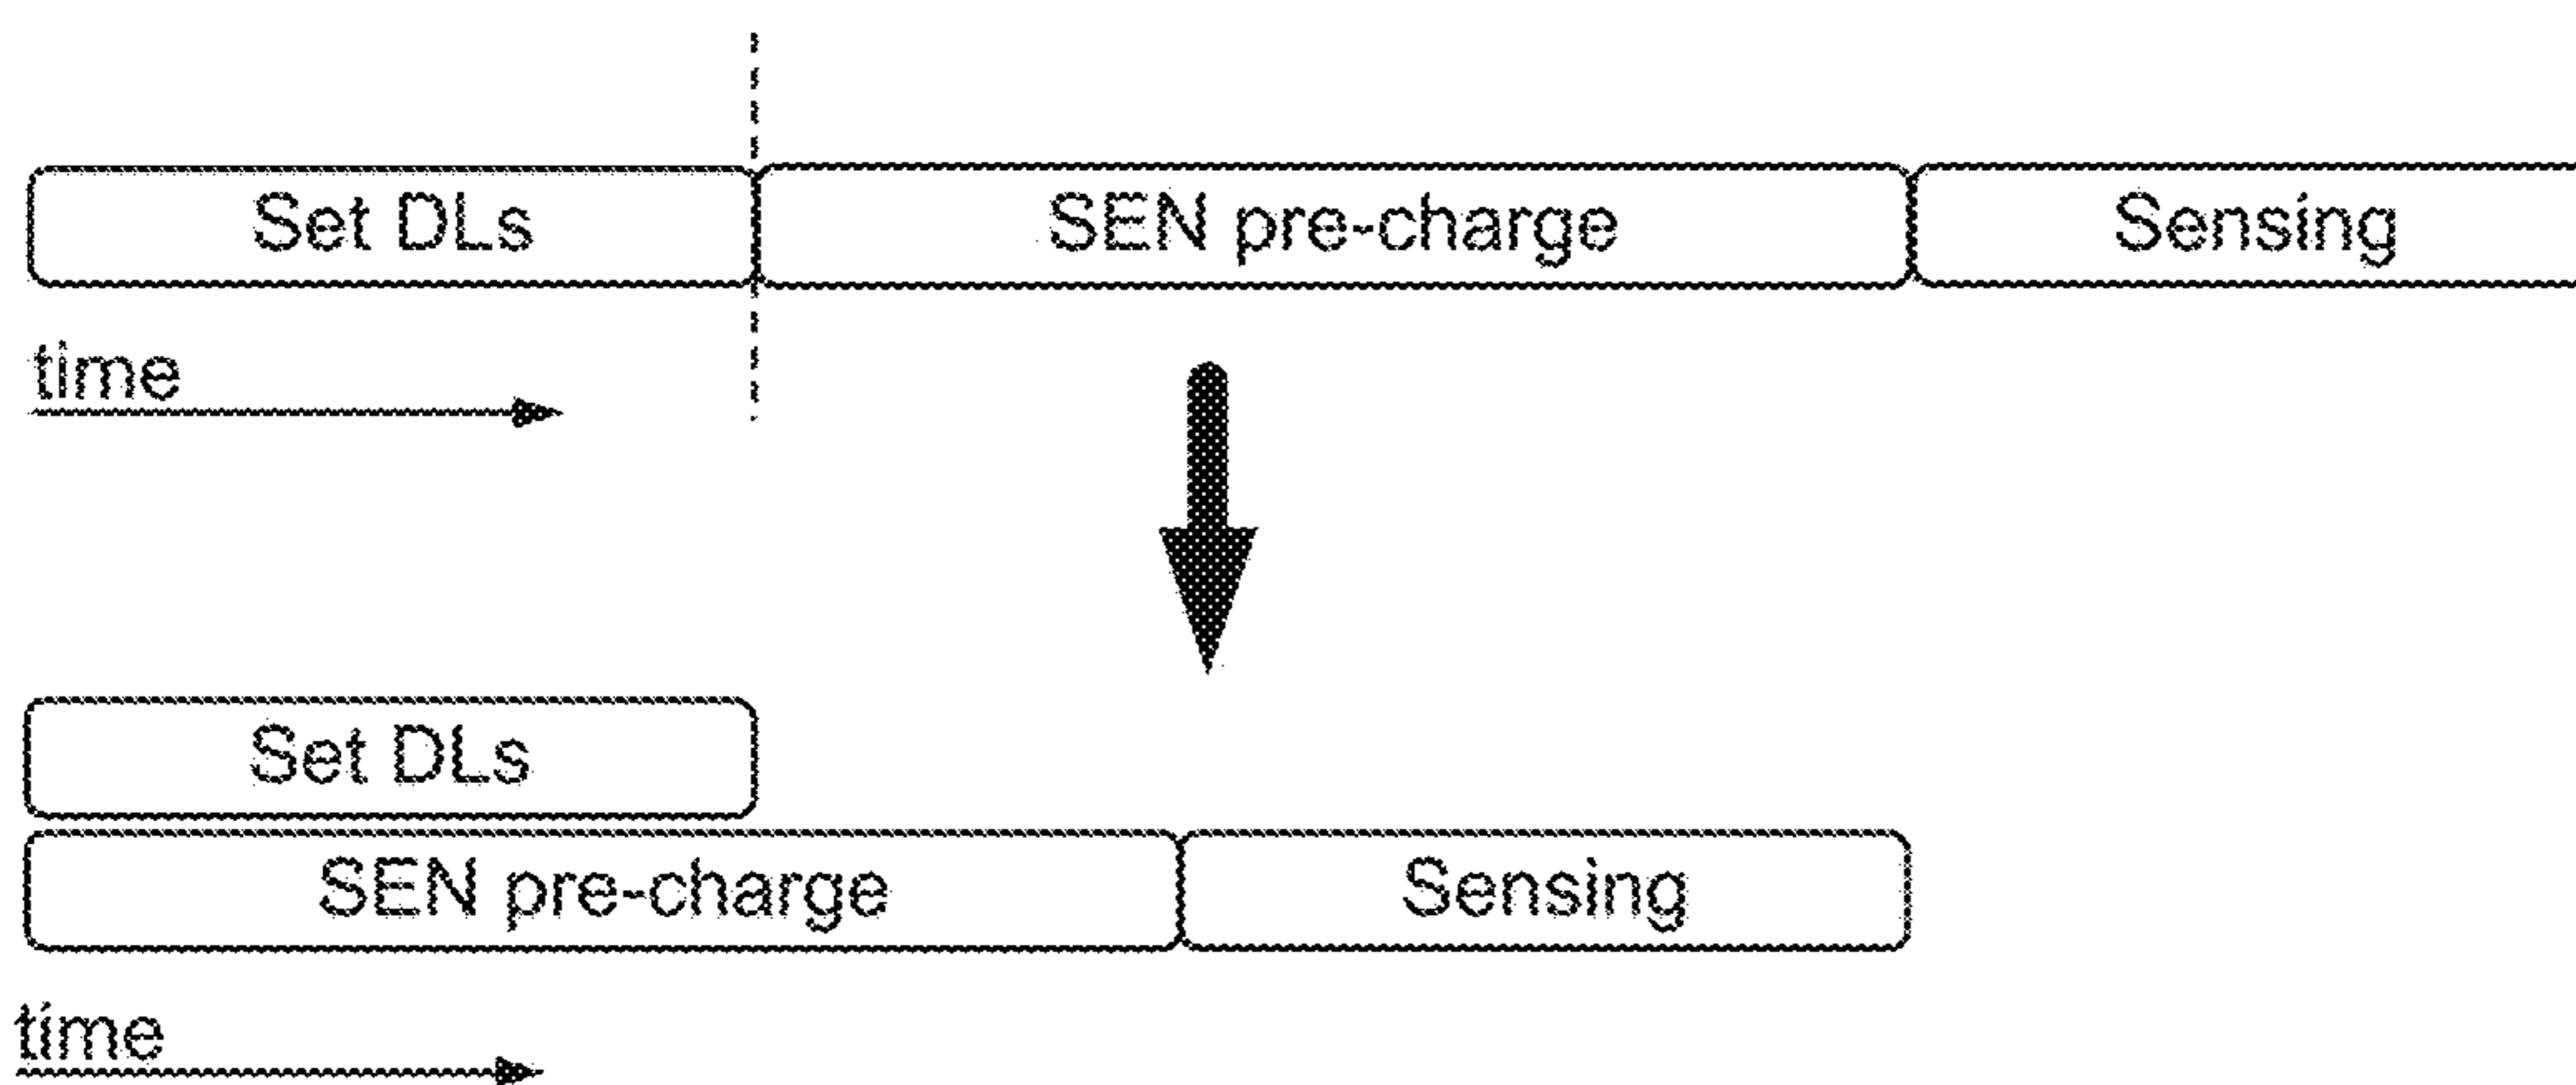 Set DLs SEN pre-charge Sensing
time
Set DLs
SEN pre-charge Sensing
time